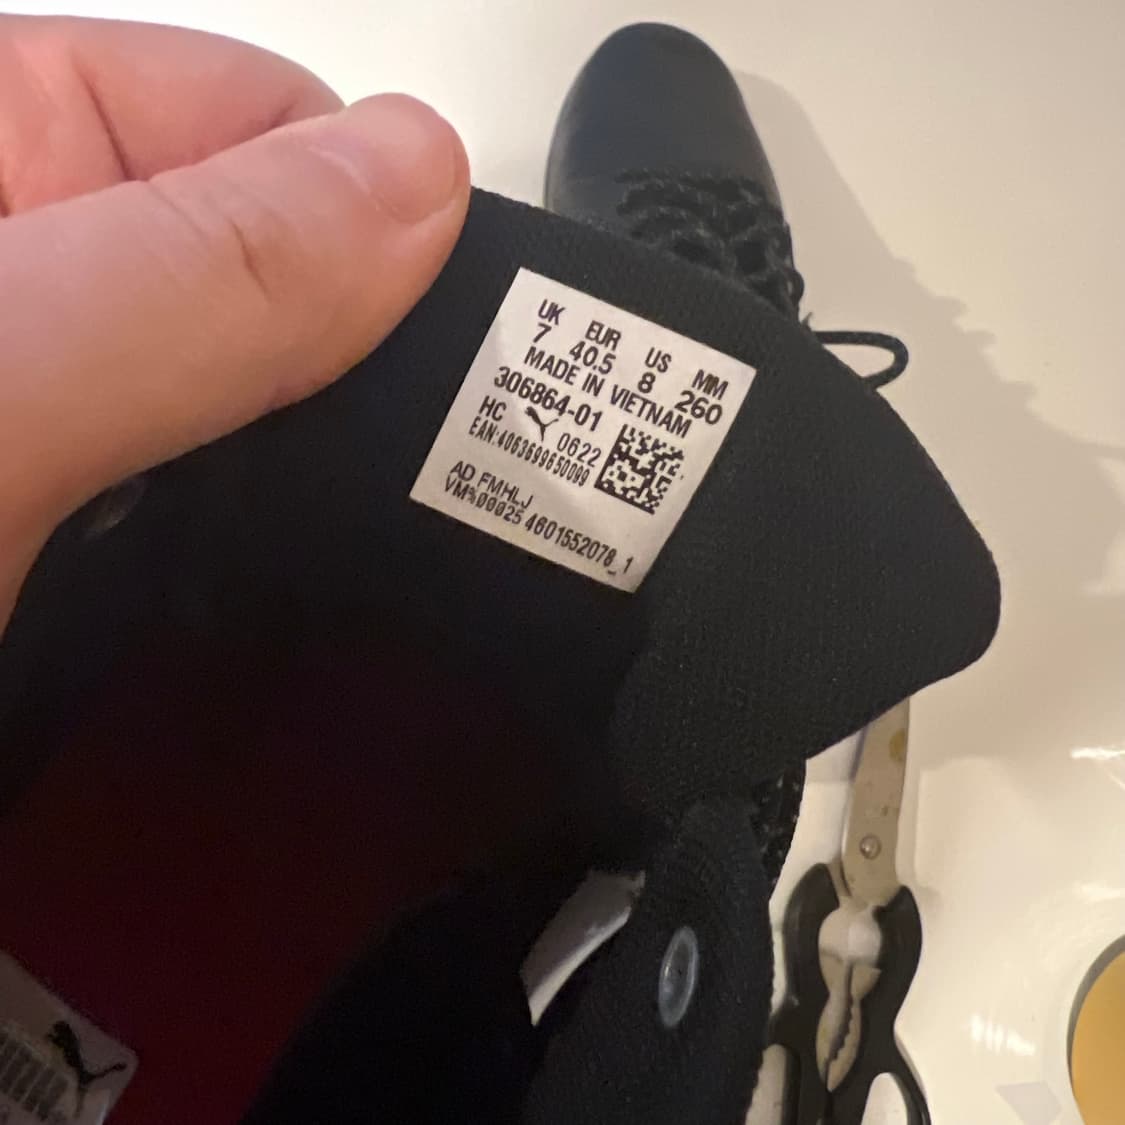 UK EUR US MM
7 40.5 8 260
MADE IN VIETNAM
306864-01
HC 0622
EAN:4063699650099
AD FMHLJ
VM%00025 4601552078_1